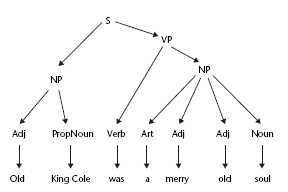 S
VP
NP
NP
Adj PropNoun Verb Art Adj Adj Noun
Old King Cole was a merry old soul